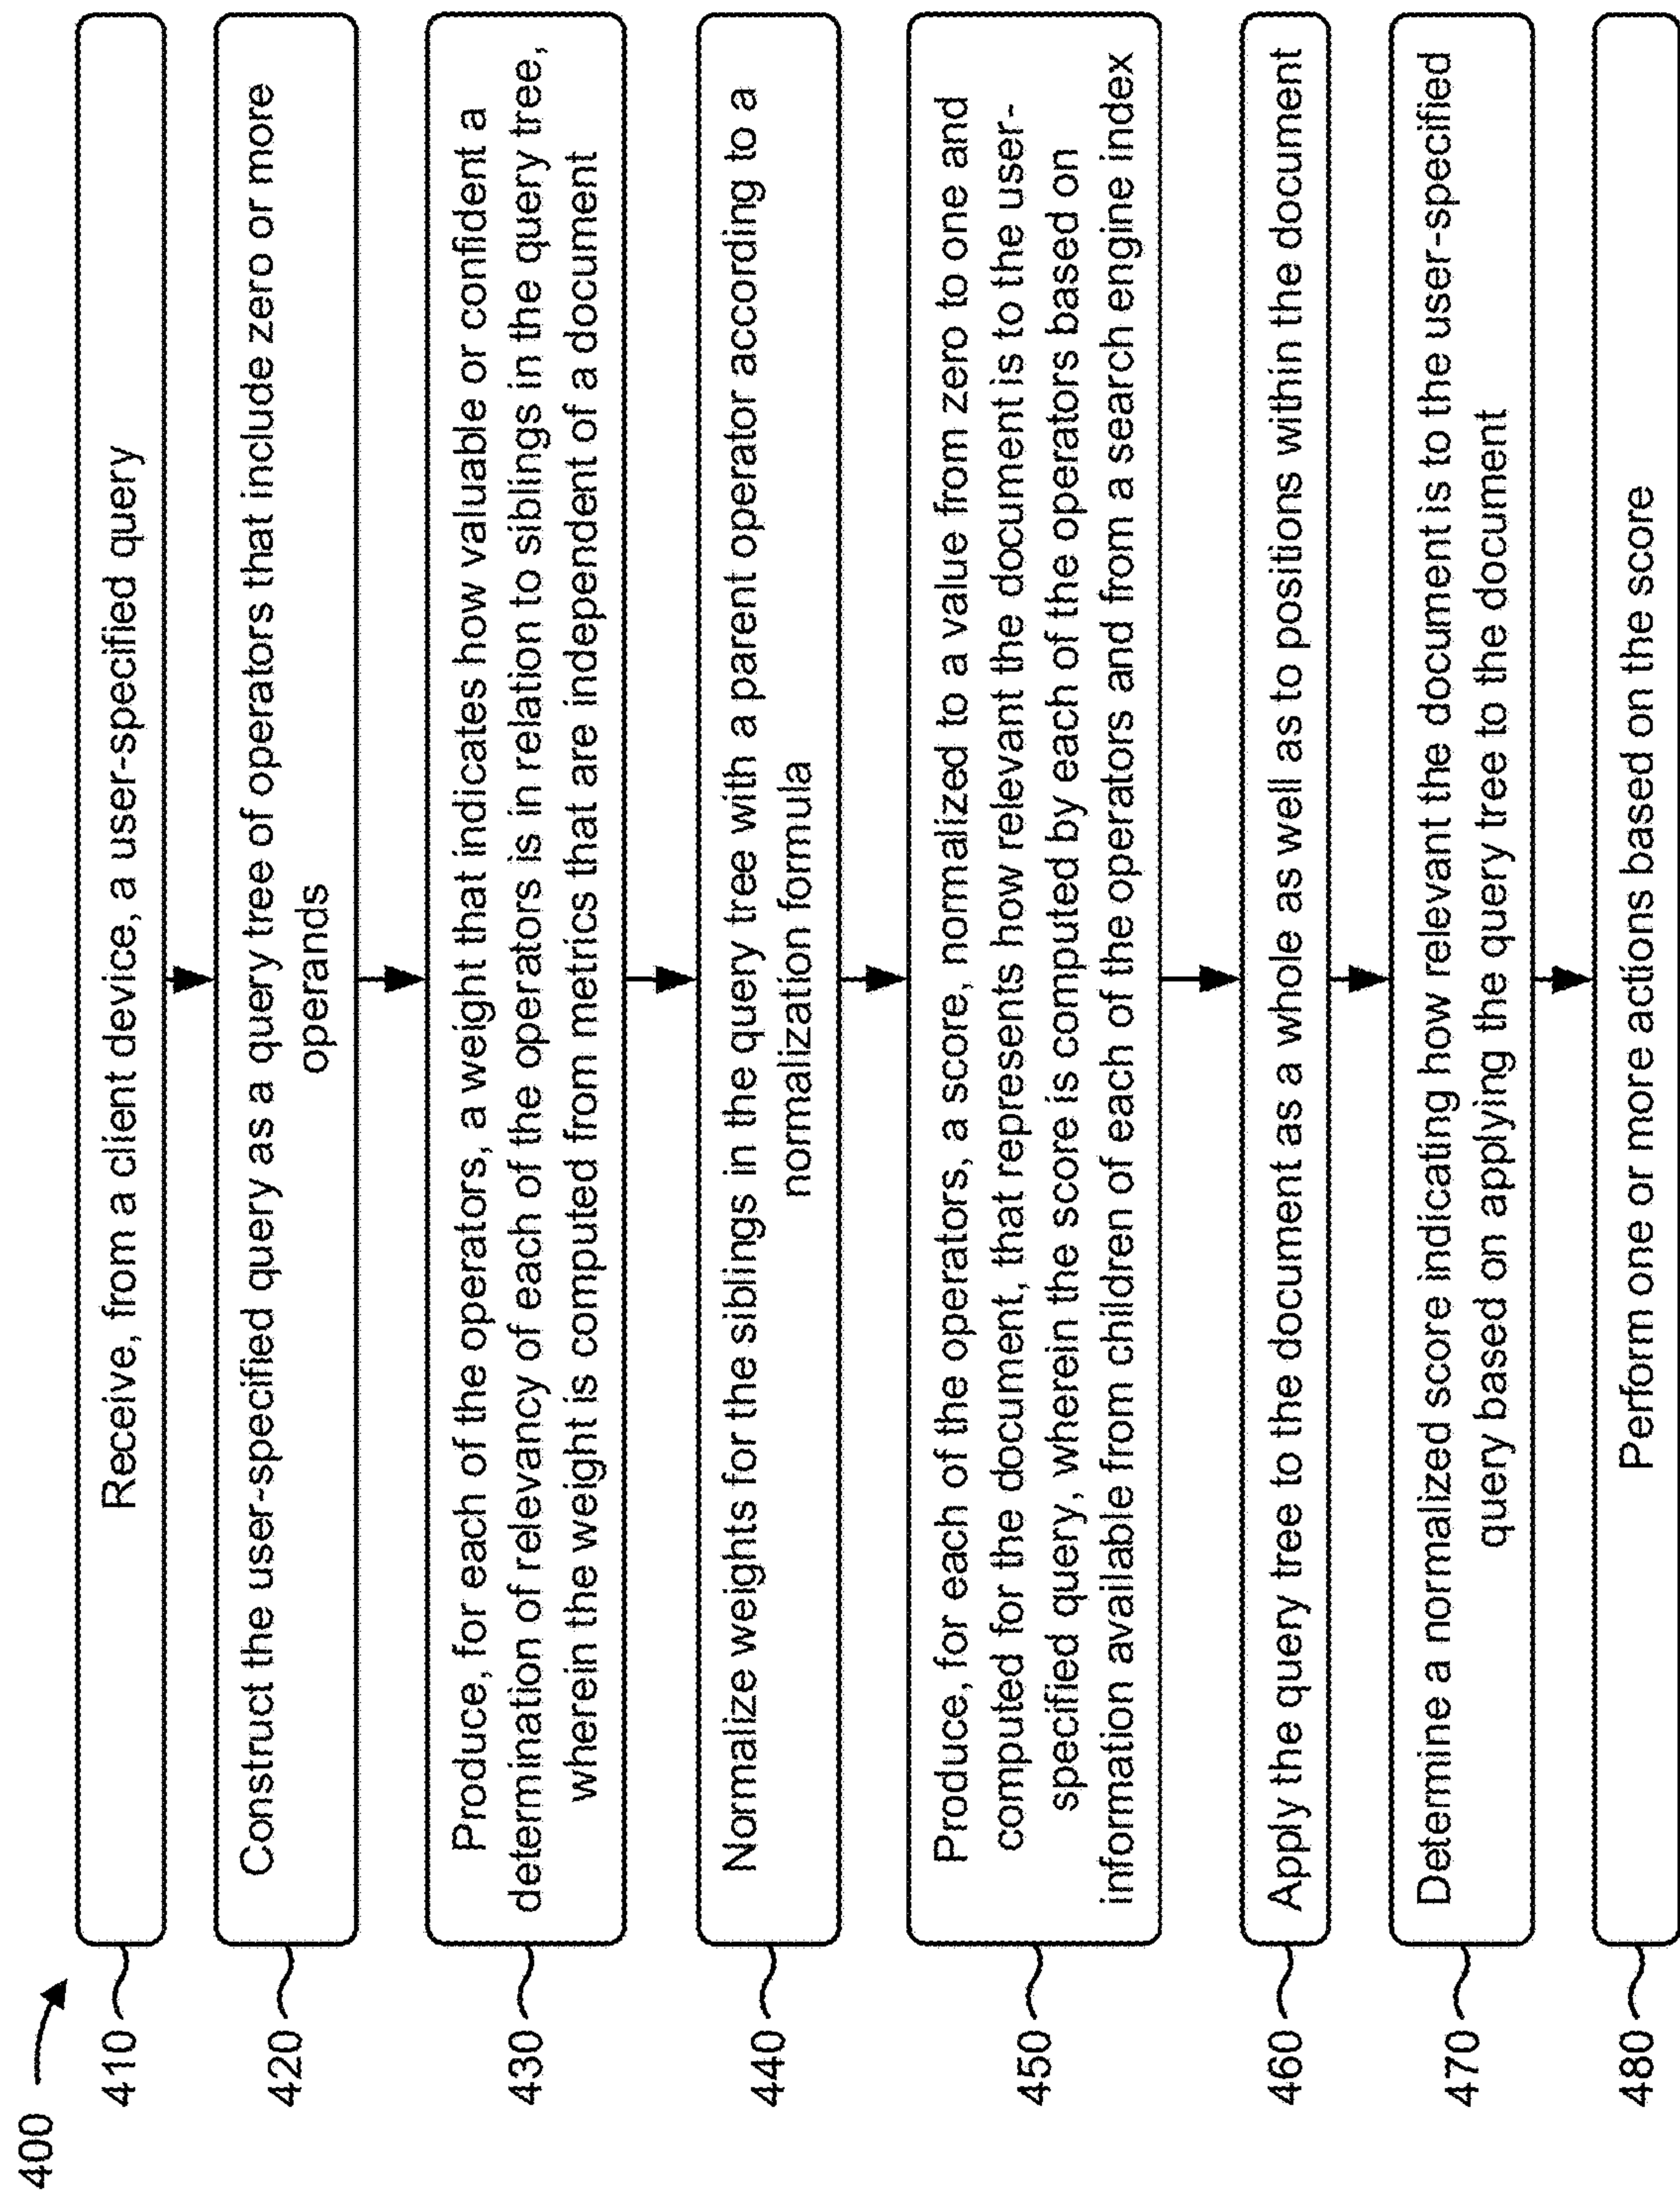 400
410
Receive, from a client device, a user-specified query
420
Construct the user-specified query as a query tree of operators that include zero or more
operands
430
Produce, for each of the operators, a weight that indicates how valuable or confident a
determination of relevancy of each of the operators is in relation to siblings in the query tree,
wherein the weight is computed from metrics that are independent of a document
440
Normalize weights for the siblings in the query tree with a parent operator according to a
normalization formula
450
Produce, for each of the operators, a score, normalized to a value from zero to one and
computed for the document, that represents how relevant the document is to the user-
specified query, wherein the score is computed by each of the operators based on
information available from children of each of the operators and from a search engine index
460
Apply the query tree to the document as a whole as well as to positions within the document
470
Determine a normalized score indicating how relevant the document is to the user-specified
query based on applying the query tree to the document
480
Perform one or more actions based on the score